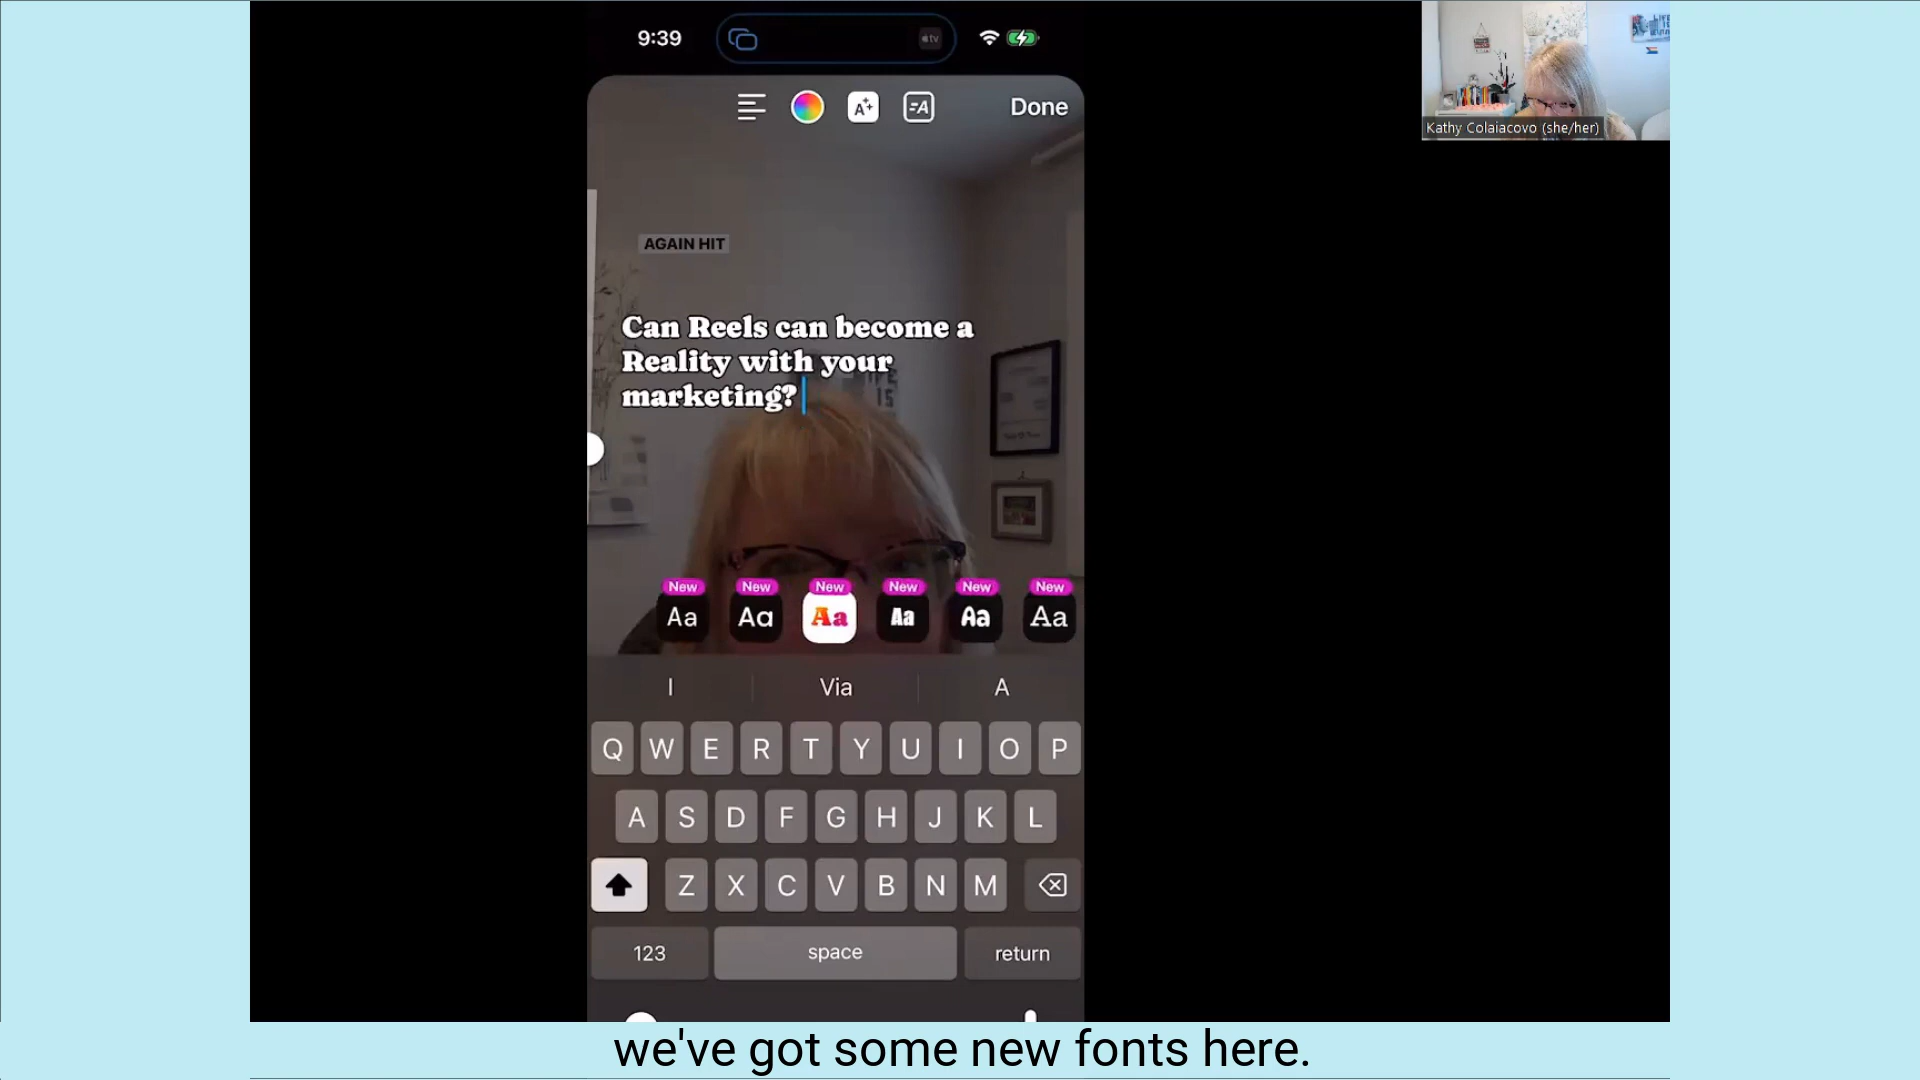 9:39
tv
A
=A
Done
Kathy Colaiacovo (she/her)
AGAIN HIT
Can Reels can become a
Reality with your
marketing?
New New New New New New
Aa Aa Aa Aa Aa Aa
I Via A
Q W E R T Y U I O P
A S D F G H J K L
Z X C V B N M
123 space return
we've got some new fonts here.